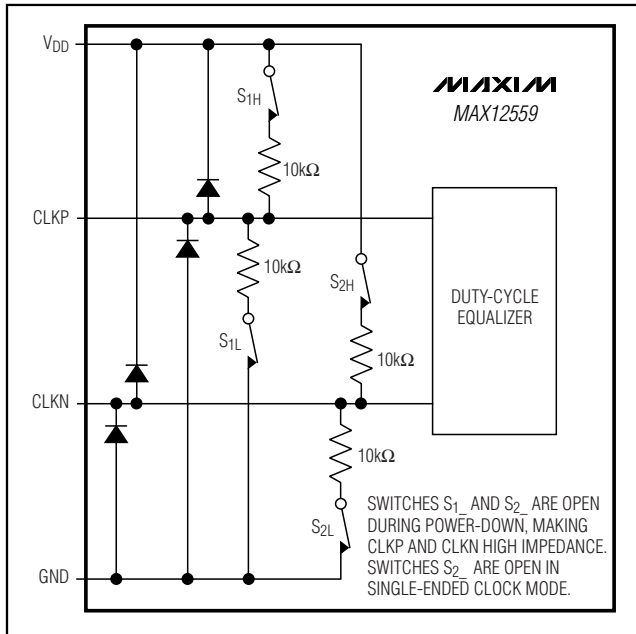 VDD
MAXIM
MAX12559
S1H
10kΩ
CLKP
10kΩ
S2H
DUTY-CYCLE
EQUALIZER
S1L
10kΩ
CLKN
10kΩ
S2L
SWITCHES S1_ AND S2_ ARE OPEN
DURING POWER-DOWN, MAKING
CLKP AND CLKN HIGH IMPEDANCE.
SWITCHES S2_ ARE OPEN IN
SINGLE-ENDED CLOCK MODE.
GND